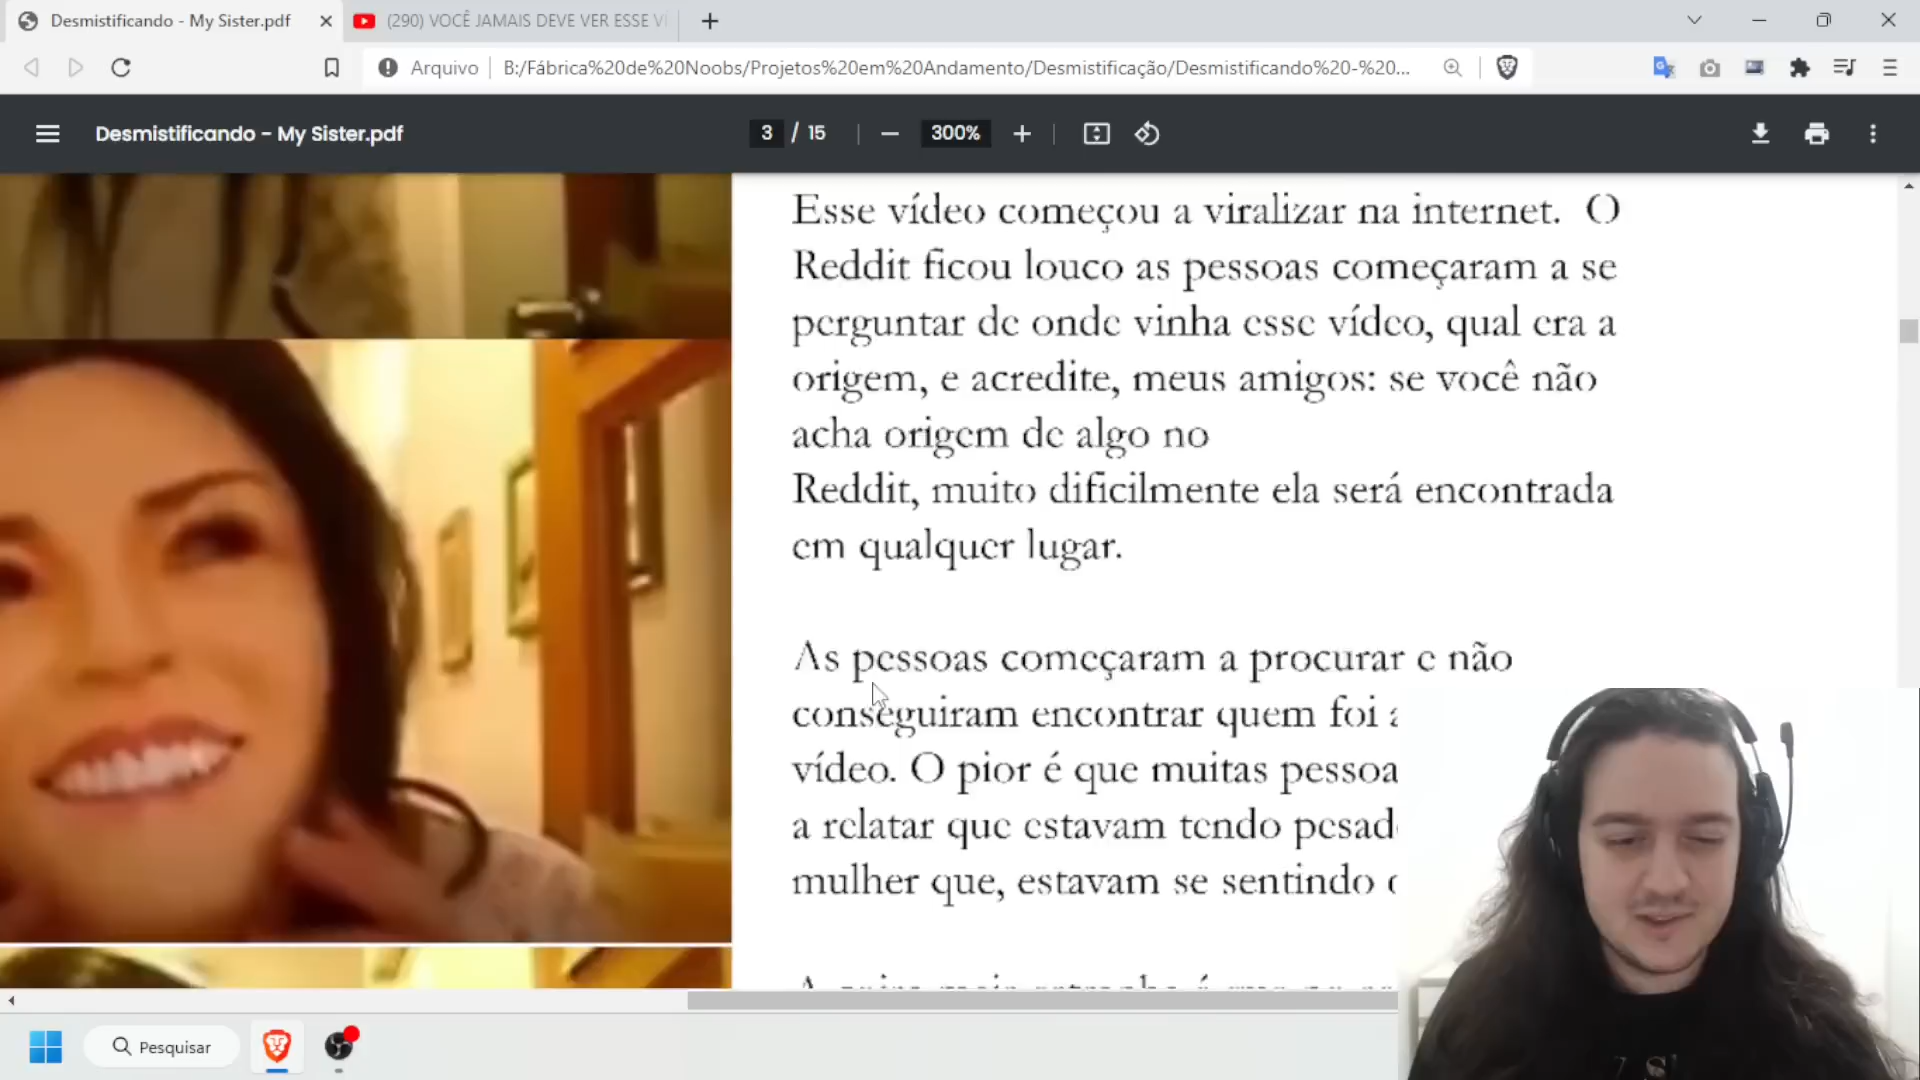 Desmistificando - My Sister.pdf
(290) VOCÊ JAMAIS DEVE VER ESSE
Arquivo
B:/Fábrica%20de%20Noobs/Projetos%20em%20Andamento/Desmistificação/Desmistificando%20-%20...
Desmistificando - My Sister.pdf
3 / 15
300%
Esse vídeo começou a viralizar na internet. O
Reddit ficou louco as pessoas começaram a se
perguntar de onde vinha esse vídeo, qual era a
origem, e acredite, meus amigos: se você não
acha origem de algo no
Reddit, muito dificilmente ela será encontrada
em qualquer lugar.
As pessoas começaram a procurar e não
conseguiram encontrar quem foi
vídeo. O pior é que muitas pessoa
a relatar que estavam tendo pesad
mulher que, estavam se sentindo
Pesquisar